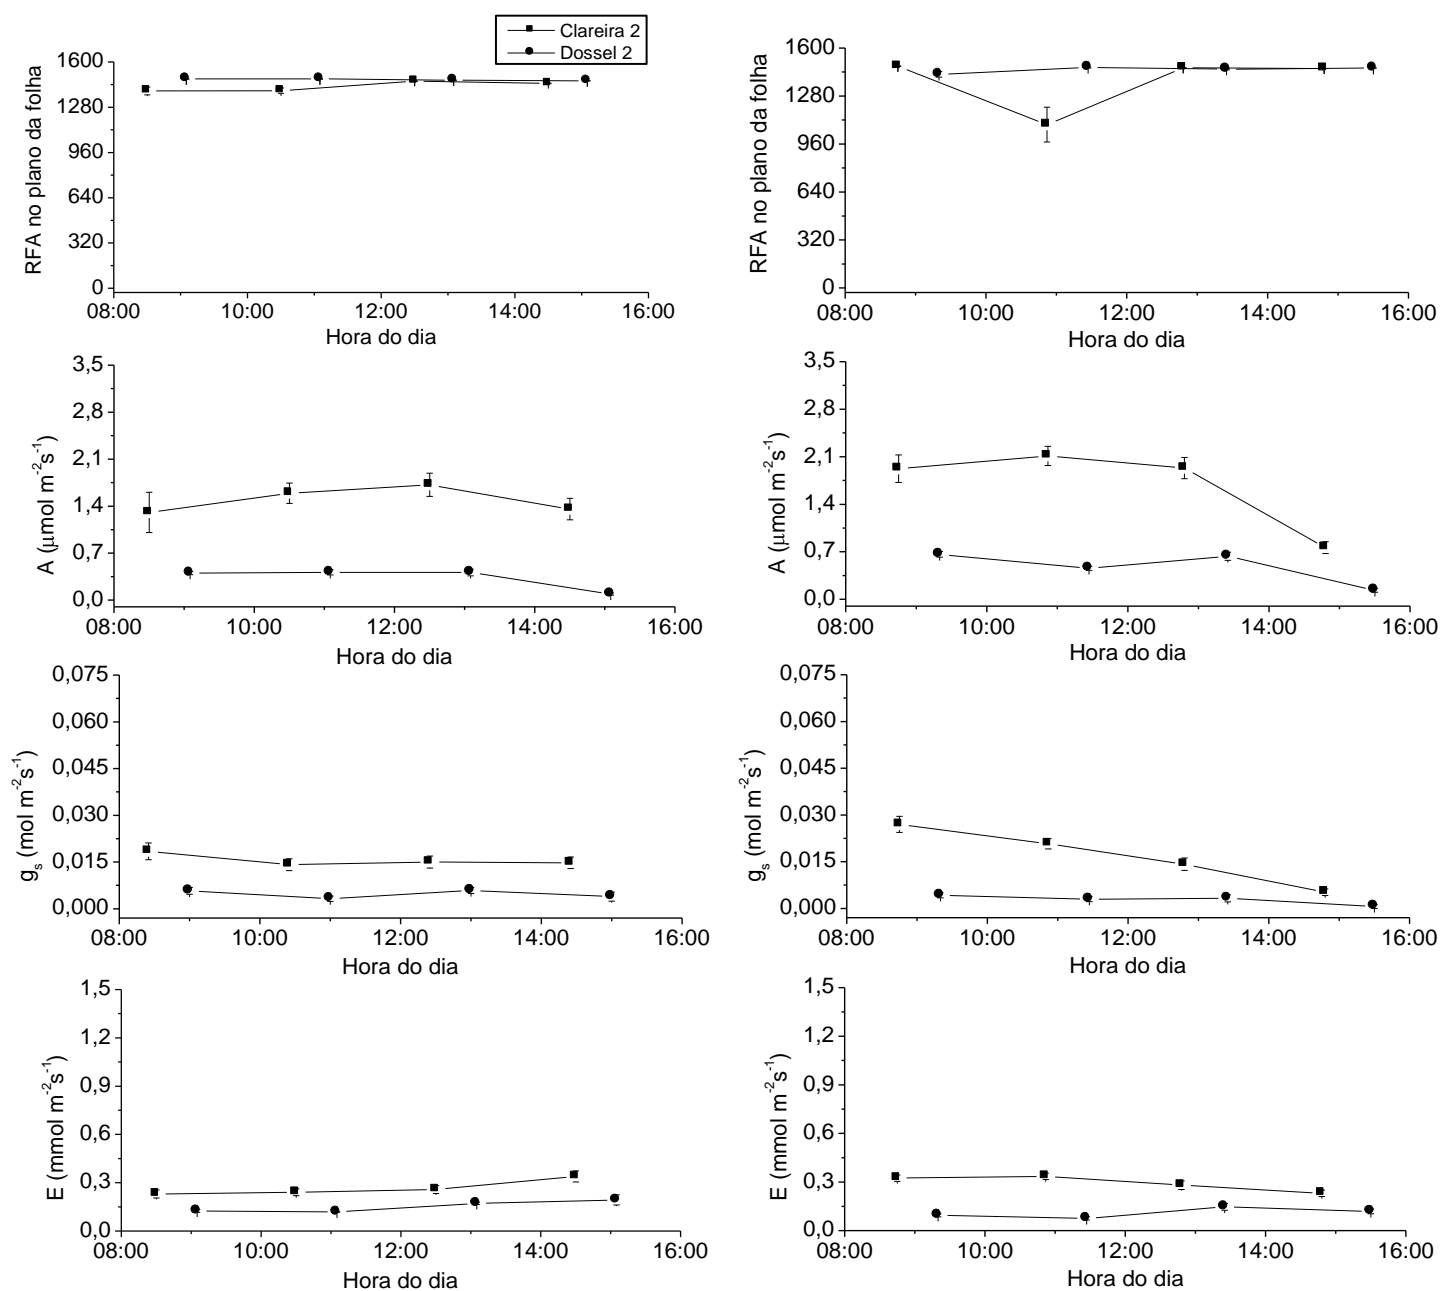 Clareira 2
Dossel 2
RFA no plano da folha
1600
1280
960
640
320
0
08:00 10:00 12:00 14:00 16:00
Hora do dia
RFA no plano da folha
1600
1280
960
640
320
0
08:00 10:00 12:00 14:00 16:00
Hora do dia
A (μmol m⁻²s⁻¹)
3,5
2,8
2,1
1,4
0,7
0,0
08:00 10:00 12:00 14:00 16:00
Hora do dia
A (μmol m⁻²s⁻¹)
3,5
2,8
2,1
1,4
0,7
0,0
08:00 10:00 12:00 14:00 16:00
Hora do dia
gₛ (mol m⁻²s⁻¹)
0,075
0,060
0,045
0,030
0,015
0,000
08:00 10:00 12:00 14:00 16:00
Hora do dia
gₛ (mol m⁻²s⁻¹)
0,075
0,060
0,045
0,030
0,015
0,000
08:00 10:00 12:00 14:00 16:00
Hora do dia
E (mmol m⁻²s⁻¹)
1,5
1,2
0,9
0,6
0,3
0,0
08:00 10:00 12:00 14:00 16:00
Hora do dia
E (mmol m⁻²s⁻¹)
1,5
1,2
0,9
0,6
0,3
0,0
08:00 10:00 12:00 14:00 16:00
Hora do dia